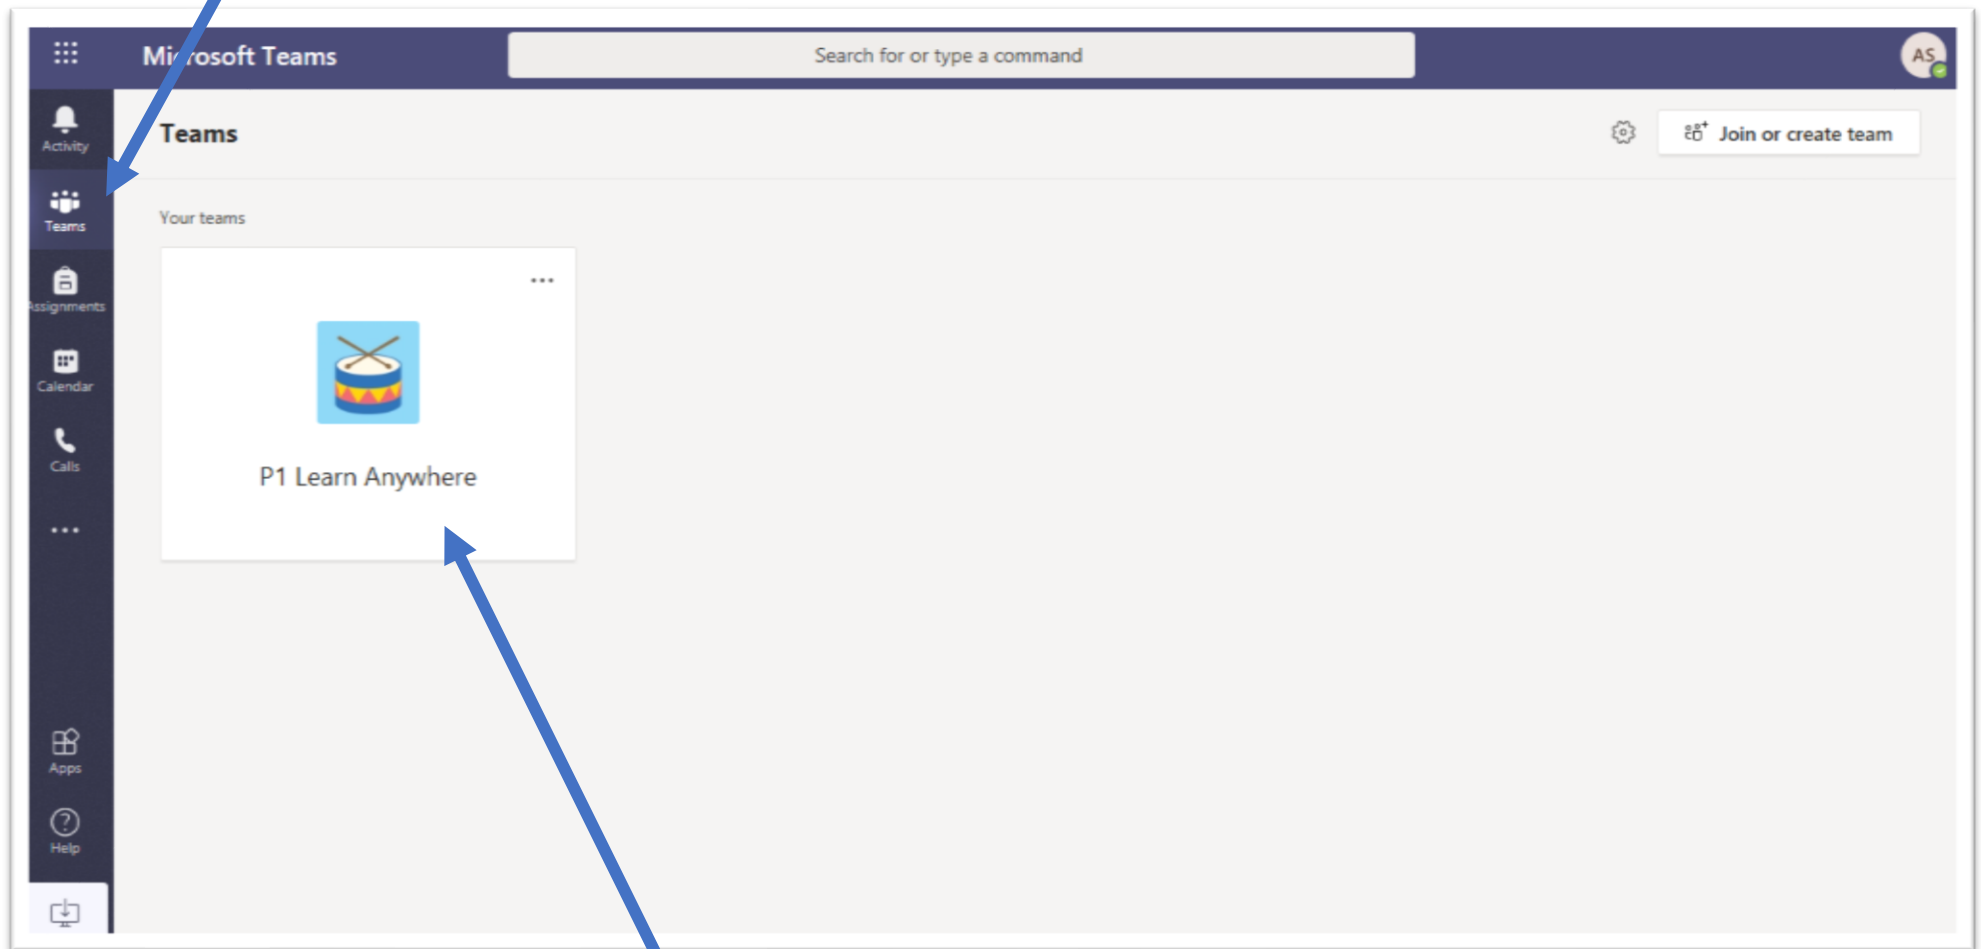 Microsoft Teams
Search for or type a command
AS
Activity
Teams
Assignments
Calendar
Calls
Apps
Help
Teams
Join or create team
Your teams
P1 Learn Anywhere